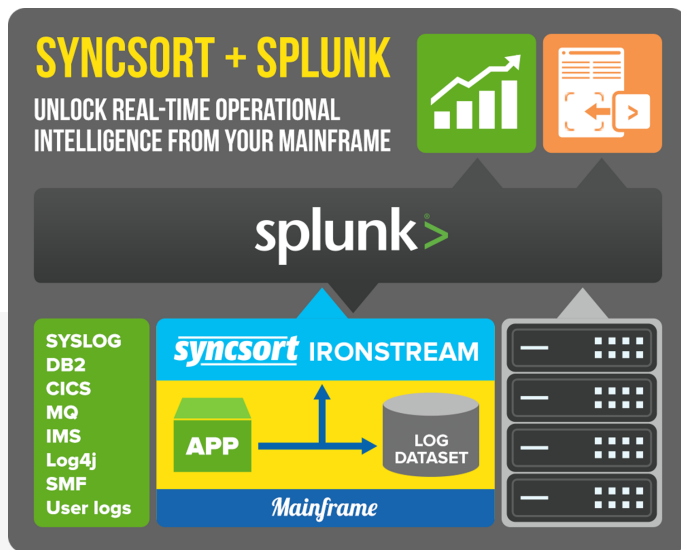 SYNCSORT + SPLUNK
UNLOCK REAL-TIME OPERATIONAL
INTELLIGENCE FROM YOUR MAINFRAME
>
splunk>®
SYSLOG
DB2
CICS
MQ
IMS
Log4j
SMF
User logs
syncsort IRONSTREAM
APP
LOG
DATASET
Mainframe